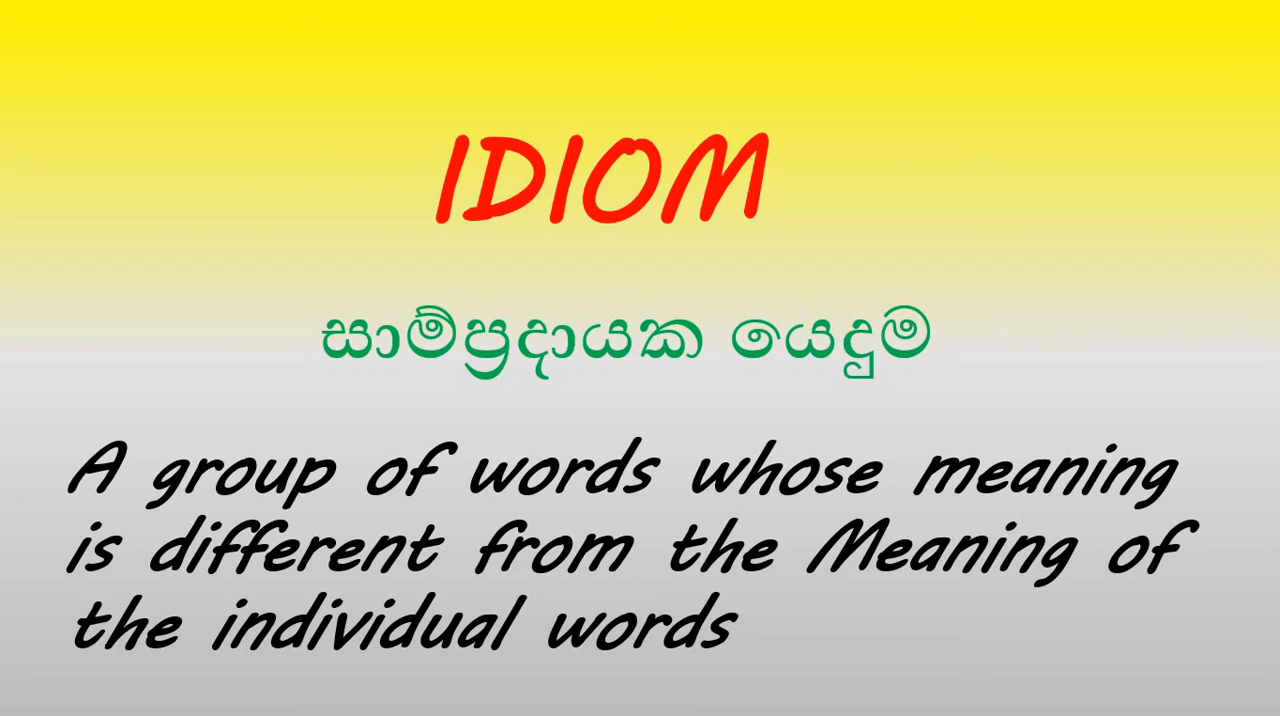 IDIOM
සාම්ප්‍රදායක යෙදුම
A group of words whose meaning
is different from the Meaning of
the individual words